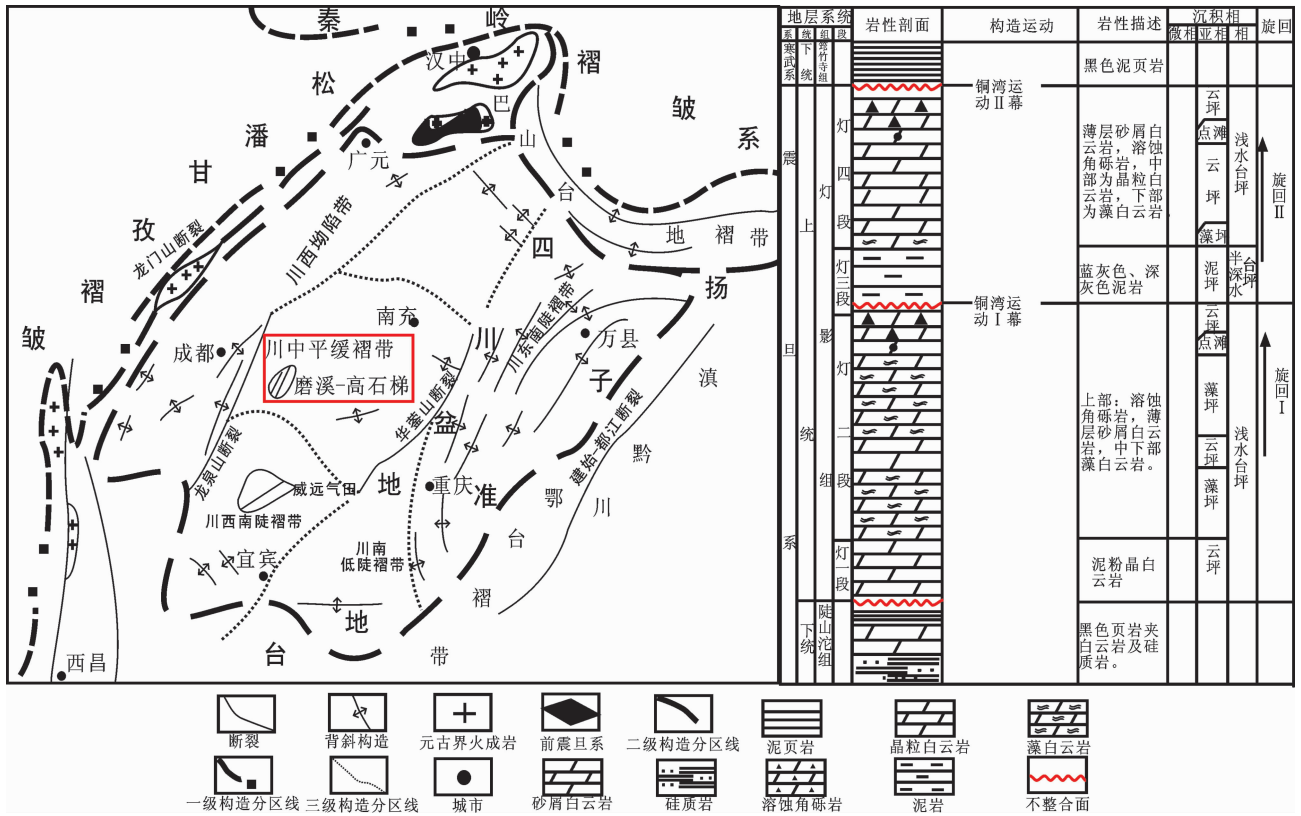 秦岭
褶皱系
松潘甘孜褶皱
汉中
巴山台地褶带
广元
龙门山断裂
川西坳陷带
四川盆地
南充
川中平缓褶带
磨溪-高石梯
成都
川东南陡褶带
万县
扬子准地台
滇黔川鄂台褶带
华蓥山断裂
龙泉山断裂
建始-都江断裂
威远气田
重庆
川西南陡褶带
宜宾
川南
低陡褶带
西昌
地层系统
岩性剖面
构造运动
岩性描述
沉积相
旋回
系
统
组
段
微相
亚相
相
寒武系
下统
筇竹寺组
黑色泥页岩
铜湾运
动Ⅱ幕
震旦系
上统
灯影组
灯四段
薄层砂屑白
云岩，溶蚀
角砾岩，中
部为晶粒白
云岩，下部
为藻白云岩。
云坪
点滩
云坪
藻坪
浅水台坪
旋回Ⅱ
灯三段
蓝灰色、深
灰色泥岩
泥坪
半深水台坪
铜湾运
动Ⅰ幕
灯二段
上部：溶蚀
角砾岩，薄
层砂屑白云
岩，中下部
藻白云岩。
云坪
点滩
藻坪
云坪
藻坪
浅水台坪
旋回Ⅰ
灯一段
泥粉晶白
云岩
云坪
下统
陡山沱组
黑色页岩夹
白云岩及硅
质岩。
断裂
背斜构造
元古界火成岩
前震旦系
二级构造分区线
泥页岩
晶粒白云岩
藻白云岩
一级构造分区线
三级构造分区线
城市
砂屑白云岩
硅质岩
溶蚀角砾岩
泥岩
不整合面